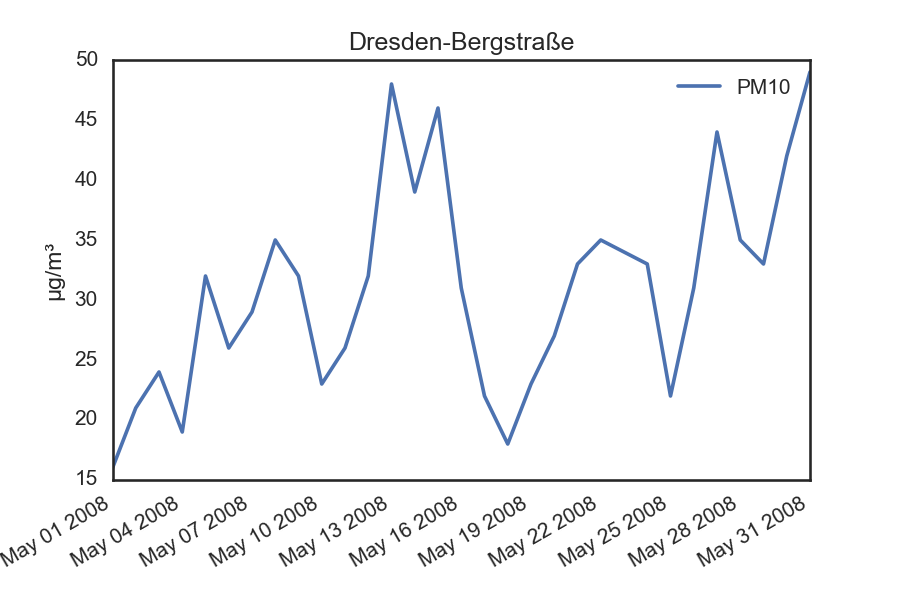 Dresden-Bergstraße
50
45
40
35
30
25
20
15
µg/m³
PM10
May 01 2008
May 04 2008
May 07 2008
May 10 2008
May 13 2008
May 16 2008
May 19 2008
May 22 2008
May 25 2008
May 28 2008
May 31 2008